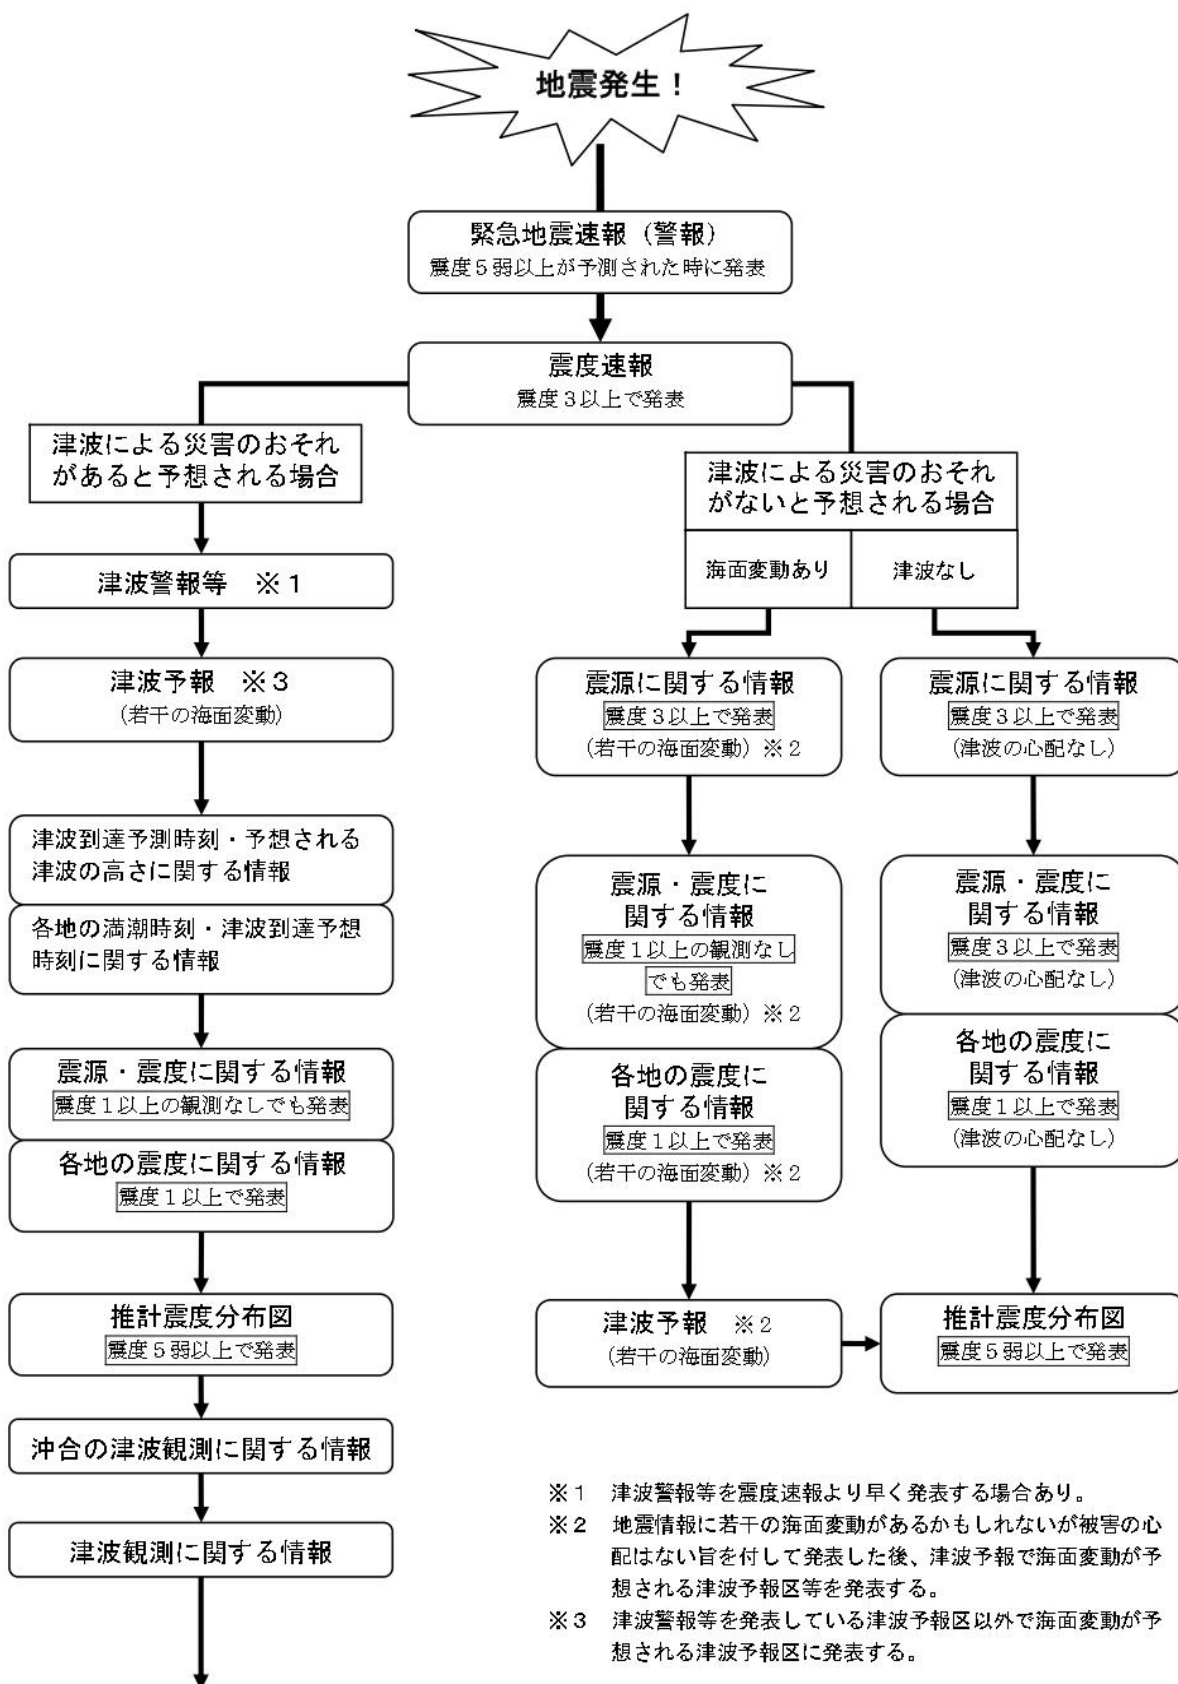 地震発生！
緊急地震速報（警報）
震度５弱以上が予測された時に発表
震度速報
震度３以上で発表
津波による災害のおそれ
があると予想される場合
津波警報等　※１
津波予報　※３
(若干の海面変動)
津波到達予測時刻・予想される
津波の高さに関する情報
各地の満潮時刻・津波到達予想
時刻に関する情報
震源・震度に関する情報
震度１以上の観測なしでも発表
各地の震度に関する情報
震度１以上で発表
推計震度分布図
震度５弱以上で発表
沖合の津波観測に関する情報
津波観測に関する情報
津波による災害のおそれ
がないと予想される場合
海面変動あり
津波なし
震源に関する情報
震度３以上で発表
(若干の海面変動) ※２
震源・震度に
関する情報
震度１以上の観測なし
でも発表
(若干の海面変動) ※２
各地の震度に
関する情報
震度１以上で発表
(若干の海面変動) ※２
津波予報　※２
(若干の海面変動)
震源に関する情報
震度３以上で発表
(津波の心配なし)
震源・震度に
関する情報
震度３以上で発表
(津波の心配なし)
各地の震度に
関する情報
震度１以上で発表
(津波の心配なし)
推計震度分布図
震度５弱以上で発表
※１　津波警報等を震度速報より早く発表する場合あり。
※２　地震情報に若干の海面変動があるかもしれないが被害の心
配はない旨を付して発表した後、津波予報で海面変動が予
想される津波予報区等を発表する。
※３　津波警報等を発表している津波予報区以外で海面変動が予
想される津波予報区に発表する。